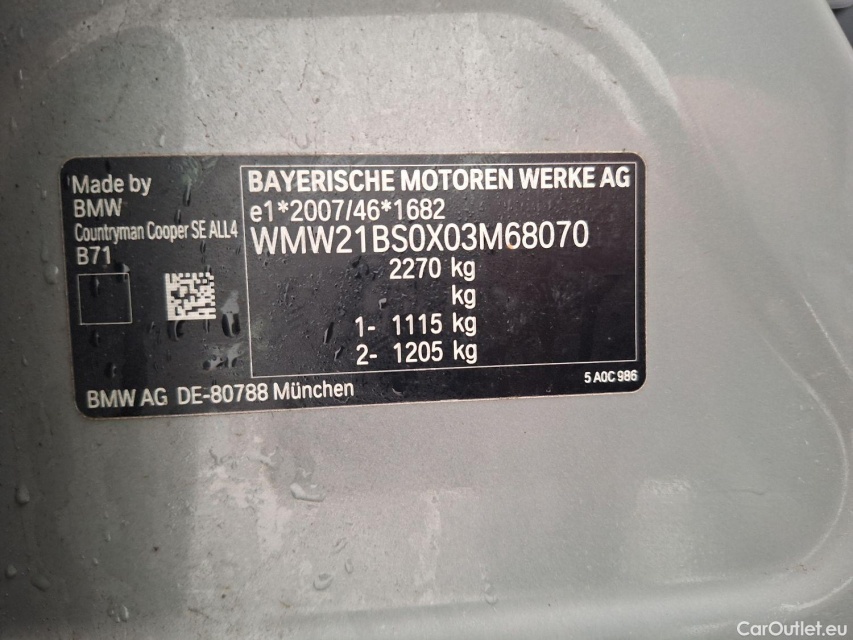 Made by
BMW
Countryman Cooper SE ALL4
B71
BAYERISCHE MOTOREN WERKE AG
e1*2007/46*1682
WMW21BS0X03M68070
2270 kg
kg
1- 1115 kg
2- 1205 kg
BMW AG DE-80788 München
5 A0C 986
CarOutlet.eu